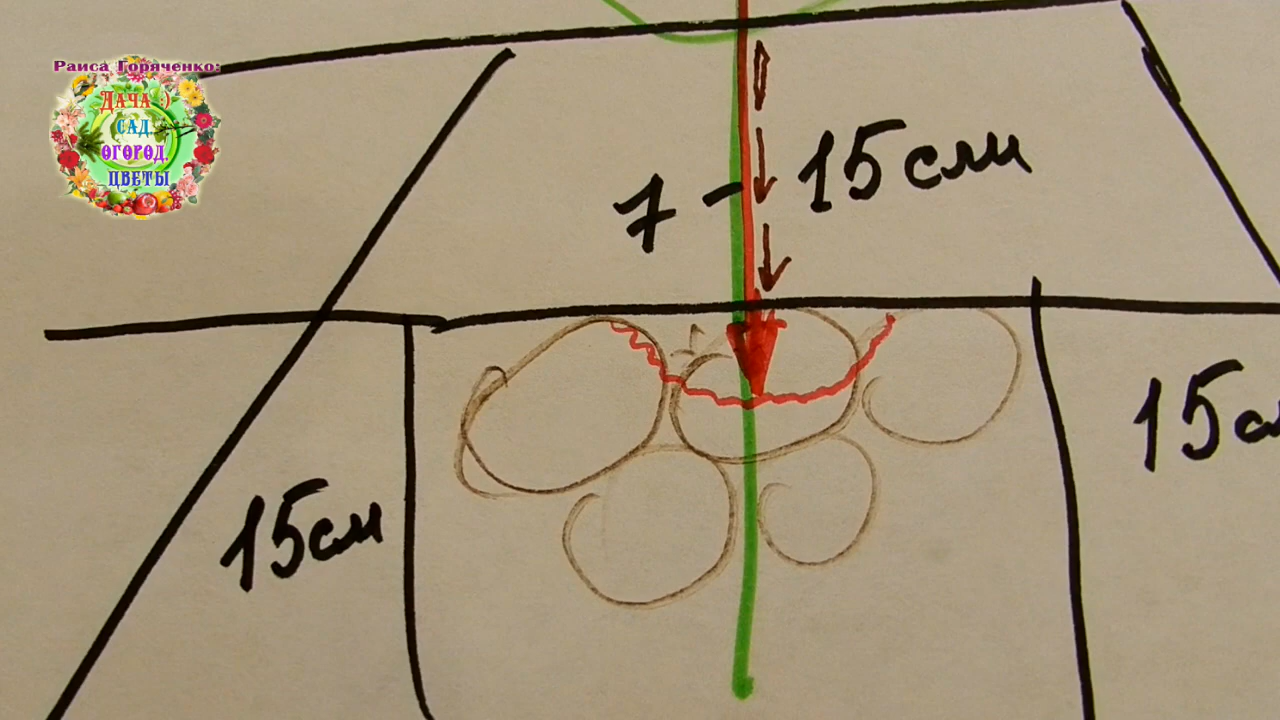 Раиса Горяченко:
Дача :)
сад.
огород.
цветы
7 - 15см
15см
15см